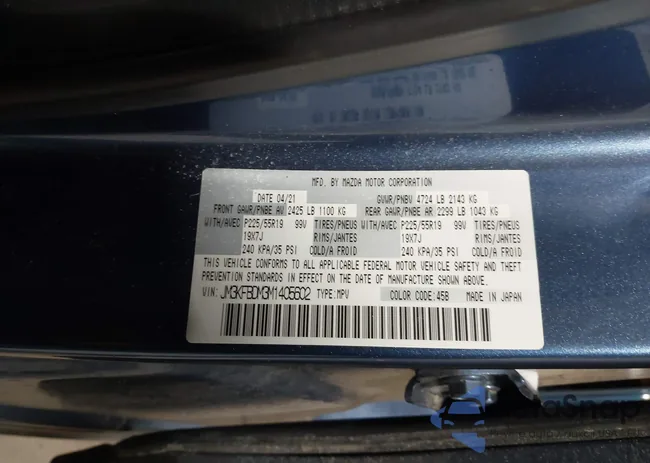 MFD. BY MAZDA MOTOR CORPORATION
DATE 04/21 GVWR/PNBV 4724 LB 2143 KG
FRONT GAWR/PNBE AV 2425 LB 1100 KG REAR GAWR/PNBE AR 2299 LB 1043 KG
WITH/AVEC P225/55R19 99V TIRES/PNEUS WITH/AVEC P225/55R19 99V TIRES/PNEUS
19X7J RIMS/JANTES 19X7J RIMS/JANTES
240 KPA/35 PSI COLD/A FROID 240 KPA/35 PSI COLD/A FROID
THIS VEHICLE CONFORMS TO ALL APPLICABLE FEDERAL MOTOR VEHICLE SAFETY AND THEFT
PREVENTION STANDARDS IN EFFECT ON THE DATE OF MANUFACTURE SHOWN ABOVE.
VIN: JM3KFBDM3M1405602 TYPE:MPV COLOR CODE:45B MADE IN JAPAN
DataSnap